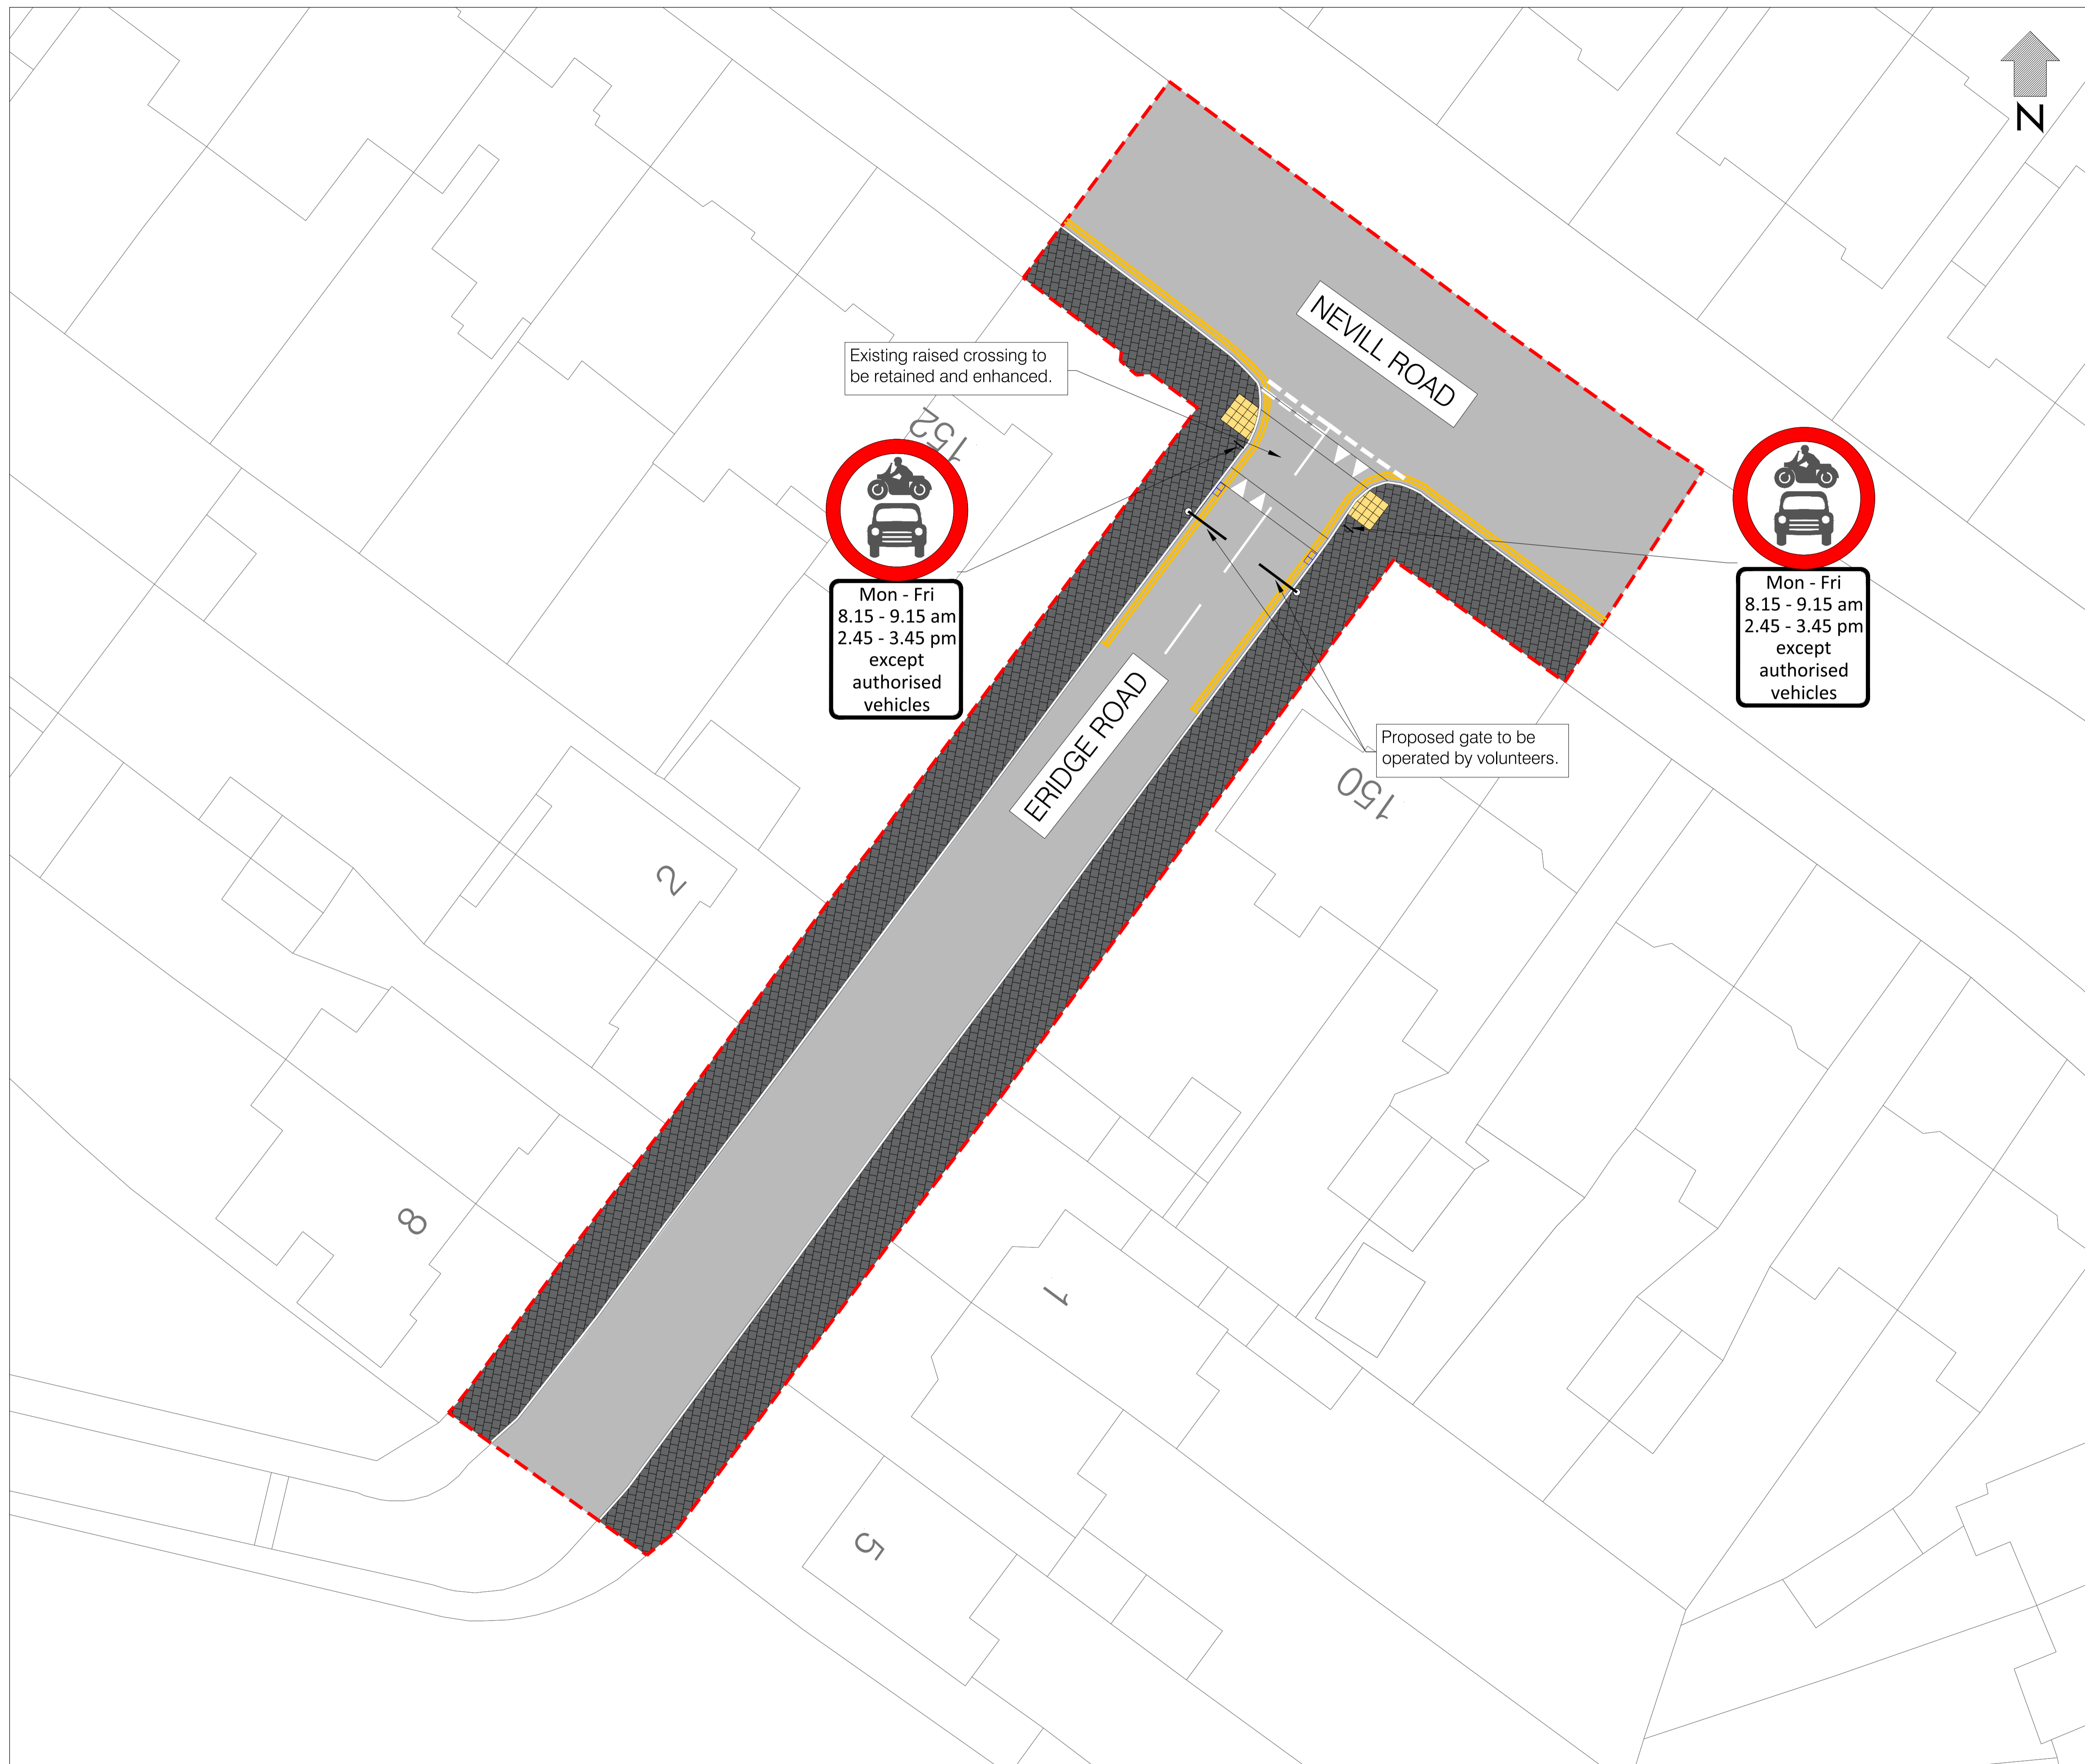 N
NEVILL ROAD
Existing raised crossing to
be retained and enhanced.
152
Mon - Fri
8.15 - 9.15 am
2.45 - 3.45 pm
except
authorised
vehicles
Mon - Fri
8.15 - 9.15 am
2.45 - 3.45 pm
except
authorised
vehicles
ERIDGE ROAD
Proposed gate to be
operated by volunteers.
150
2
8
1
5